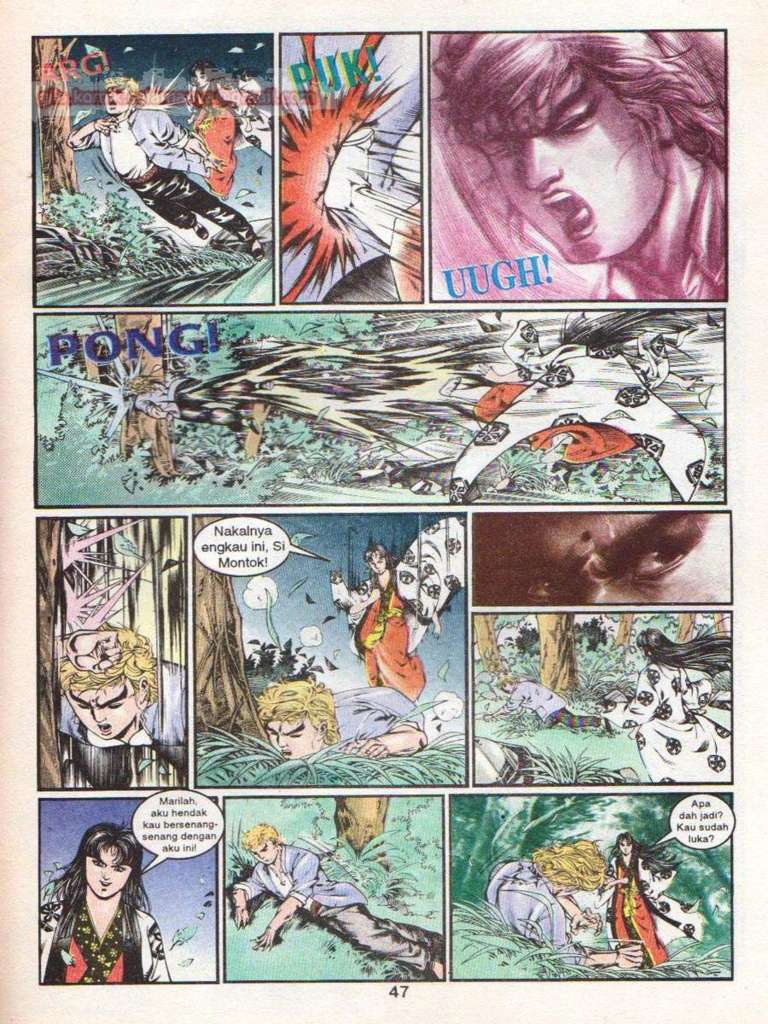 RRG!
PUK!
UUGH!
PONG!
Nakalnya
engkau ini, Si
Montok!
Marilah,
aku hendak
kau bersenang-
senang dengan
aku ini!
Apa
dah jadi?
Kau sudah
luka?
47